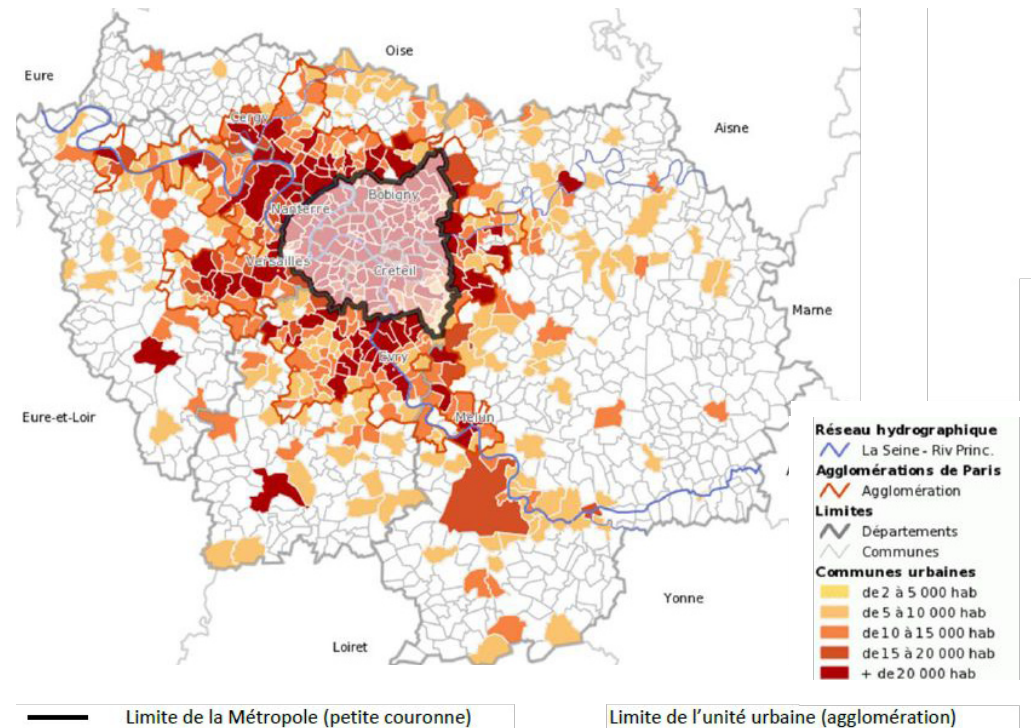 Oise
Eure
Cergy
Aisne
Bobigny
Nanterre
Versailles
Créteil
Marne
Evry
Eure-et-Loir
Melun
Yonne
Loiret
Réseau hydrographique
La Seine - Riv Princ.
Agglomérations de Paris
Agglomération
Limites
Départements
Communes
Communes urbaines
de 2 à 5 000 hab
de 5 à 10 000 hab
de 10 à 15 000 hab
de 15 à 20 000 hab
+ de 20 000 hab
Limite de la Métropole (petite couronne)
Limite de l'unité urbaine (agglomération)